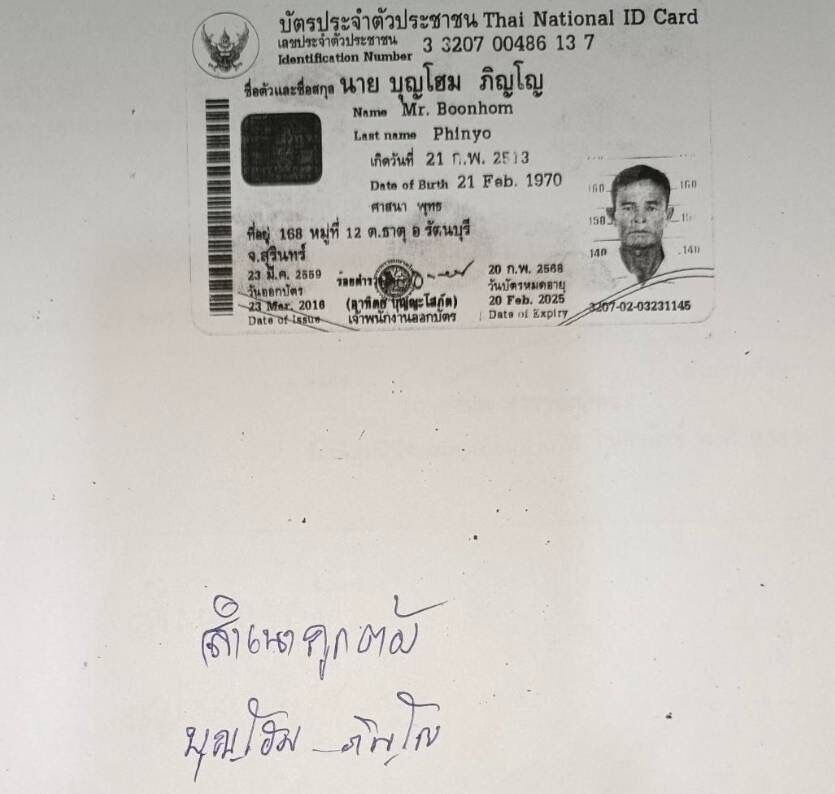 บัตรประจำตัวประชาชน Thai National ID Card
เลขประจำตัวประชาชน 3 3207 00486 13 7
Identification Number
ชื่อตัวและชื่อสกุล นาย บุญโฮม ภิญโญ
Name Mr. Boonhom
Last name Phinyo
เกิดวันที่ 21 ก.พ. 2513
Date of Birth 21 Feb. 1970
ศาสนา พุทธ
ที่อยู่ 168 หมู่ที่ 12 ต.ธาตุ อ.รัตนบุรี
จ.สุรินทร์
160 160
150 15
140 140
23 มี.ค. 2559
วันออกบัตร
23 Mar. 2016
Date of Issue
เจ้าพนักงานออกบัตร
20 ก.พ. 2568
วันบัตรหมดอายุ
20 Feb. 2025
Date of Expiry
3207-02-03231145
สำเนาถูกต้อง
บุญโฮม ภิญโญ